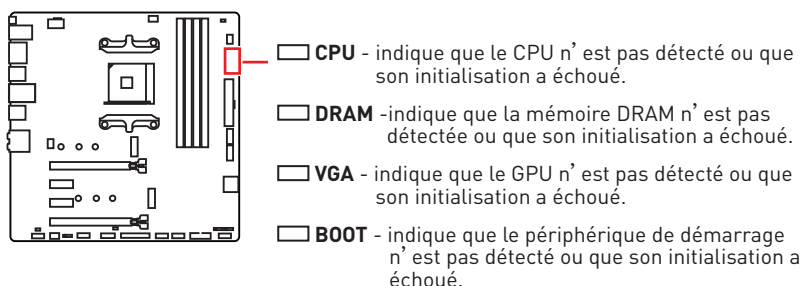 CPU - indique que le CPU n’est pas détecté ou que
son initialisation a échoué.
DRAM -indique que la mémoire DRAM n’est pas
détectée ou que son initialisation a échoué.
VGA - indique que le GPU n’est pas détecté ou que
son initialisation a échoué.
BOOT - indique que le périphérique de démarrage
n’est pas détecté ou que son initialisation a
échoué.